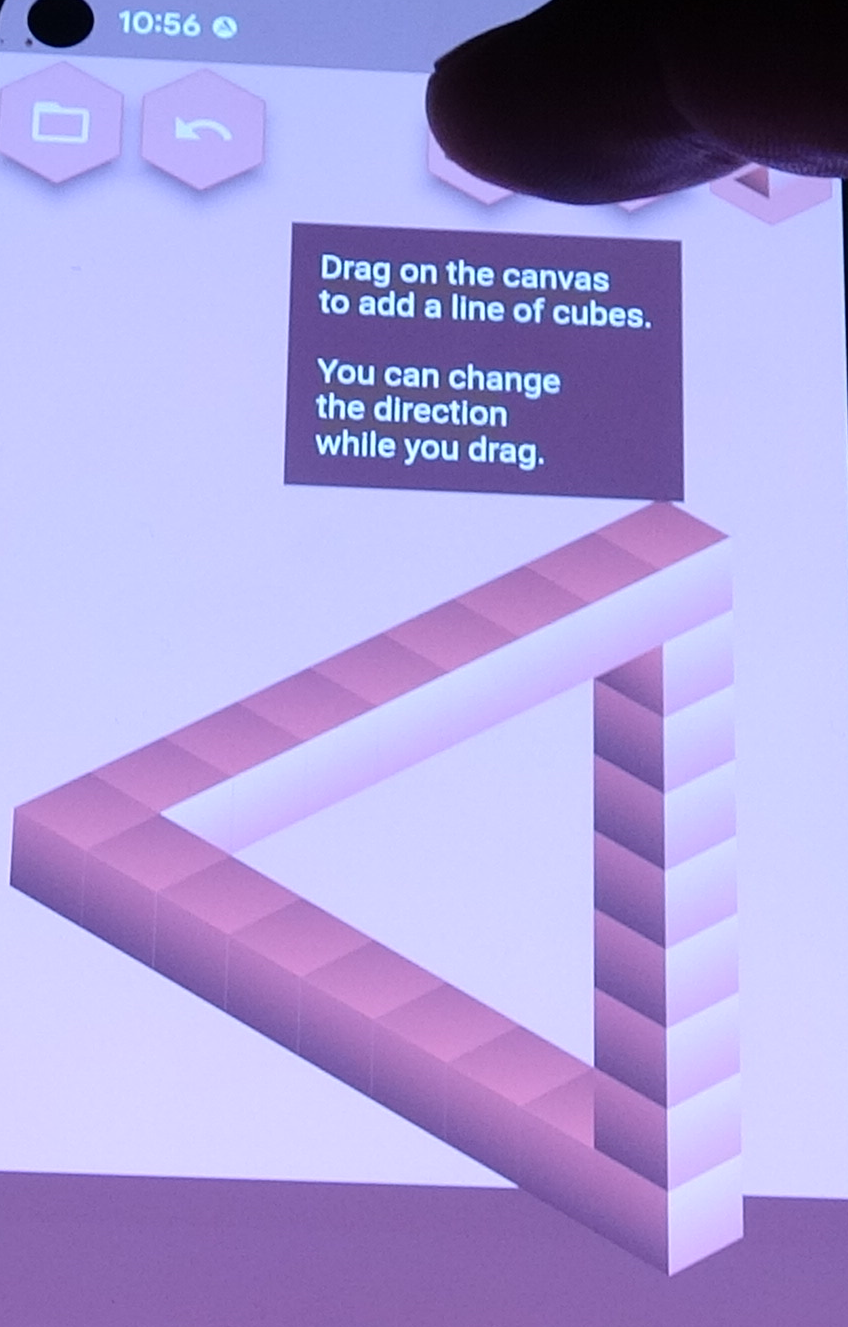 10:56
Drag on the canvas
to add a line of cubes.
You can change
the direction
while you drag.